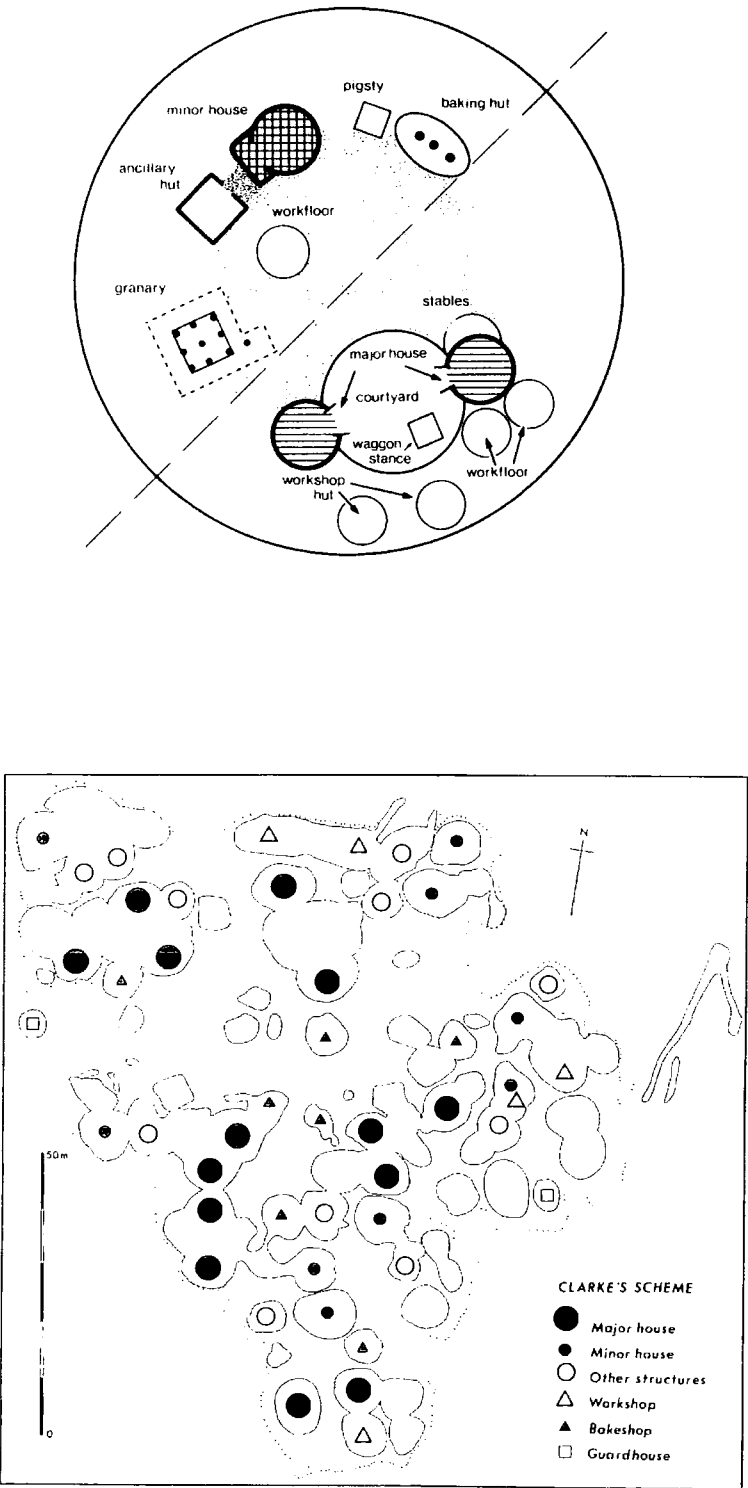 pigsty
baking hut
minor house
ancillary
hut
workfloor
granary
stables
major house
courtyard
waggon
stance
workfloor
workshop
hut
N
50m
0
CLARKE'S SCHEME
Major house
Minor house
Other structures
Workshop
Bakeshop
Guardhouse